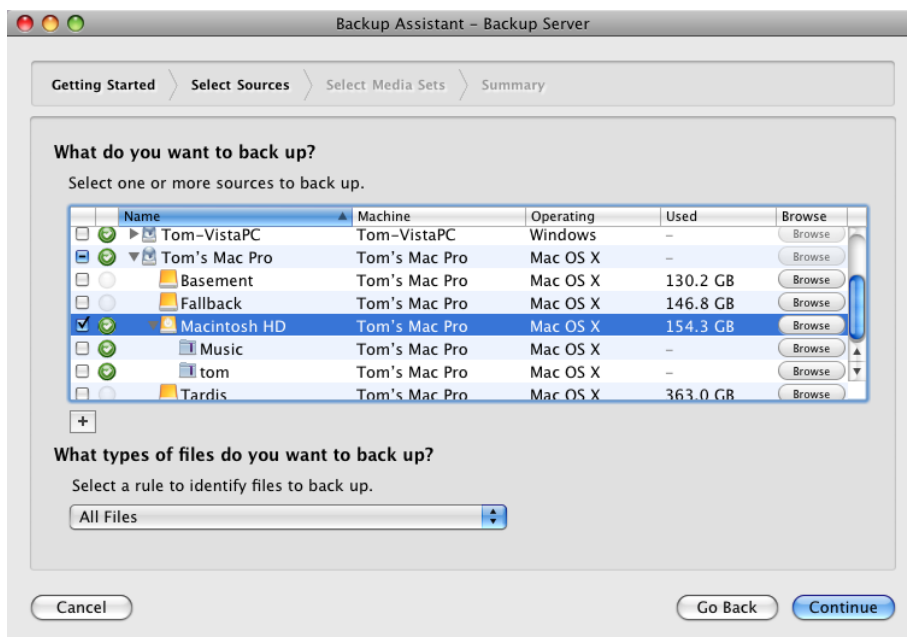 Backup Assistant – Backup Server
Getting Started Select Sources Select Media Sets Summary
What do you want to back up?
Select one or more sources to back up.
Name Machine Operating Used Browse
Tom-VistaPC Tom-VistaPC Windows – Browse
Tom's Mac Pro Tom's Mac Pro Mac OS X – Browse
Basement Tom's Mac Pro Mac OS X 130.2 GB Browse
Fallback Tom's Mac Pro Mac OS X 146.8 GB Browse
Macintosh HD Tom's Mac Pro Mac OS X 154.3 GB Browse
Music Tom's Mac Pro Mac OS X – Browse
tom Tom's Mac Pro Mac OS X – Browse
Tardis Tom's Mac Pro Mac OS X 363.0 GB Browse
+
What types of files do you want to back up?
Select a rule to identify files to back up.
All Files
Cancel Go Back Continue